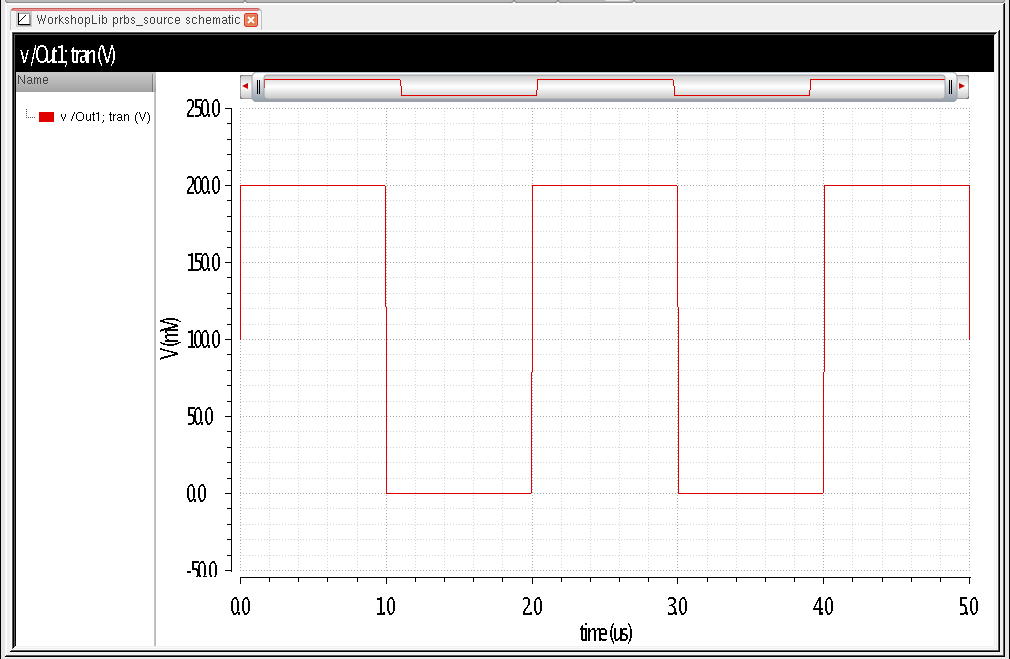 WorkshopLib prbs_source schematic
v /Out1; tran (V)
Name
v /Out1; tran (V)
250.0
200.0
150.0
100.0
50.0
0.0
-50.0
V (mV)
0.0 1.0 2.0 3.0 4.0 5.0
time (us)